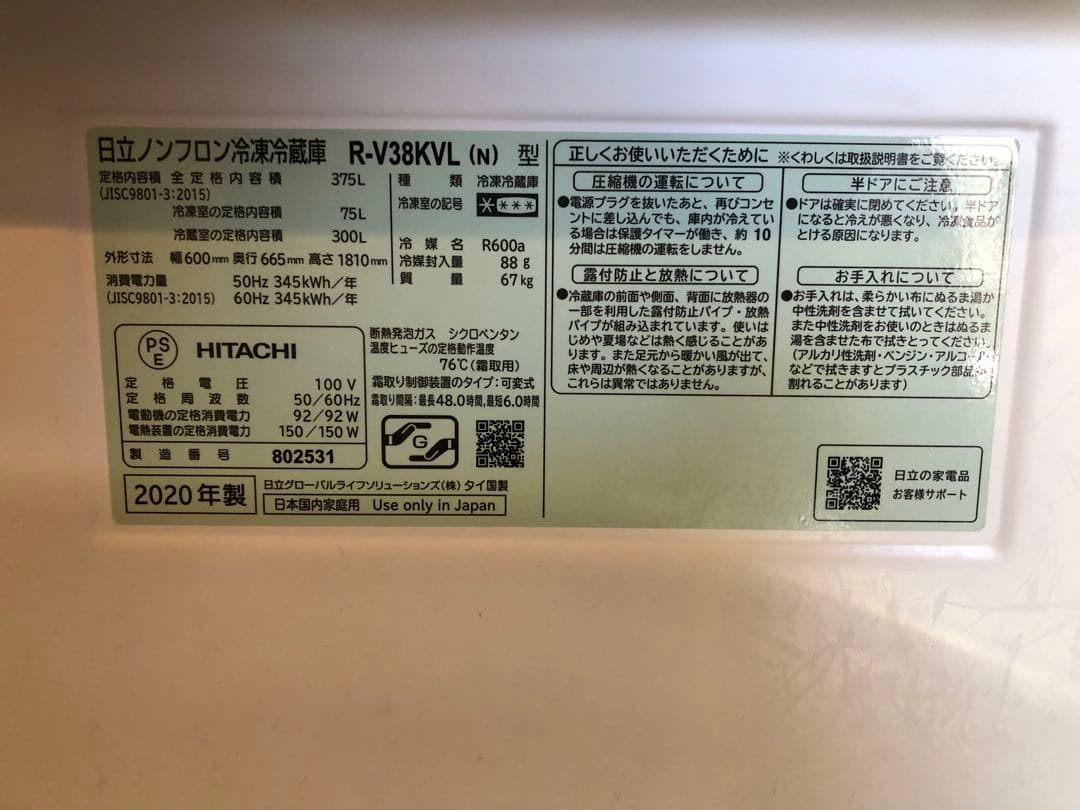 日立ノンフロン冷凍冷蔵庫 R-V38KVL (N) 型
定格内容積 全定格内容積 375L
(JISC9801-3:2015)
冷凍室の定格内容積 75L
冷蔵室の定格内容積 300L
外形寸法 幅600mm 奥行665mm 高さ1810mm
消費電力量 50Hz 345kWh/年
(JISC9801-3:2015) 60Hz 345kWh/年
種類 冷凍冷蔵庫
冷凍室の記号 ****
冷媒名 R600a
冷媒封入量 88g
質量 67kg
PS
E
HITACHI
定格電圧 100V
定格周波数 50/60Hz
電動機の定格消費電力 92/92W
電熱装置の定格消費電力 150/150W
製造番号 802531
断熱発泡ガス シクロペンタン
温度ヒューズの定格動作温度
76℃(霜取用)
霜取り制御装置のタイプ:可変式
霜取り間隔:最長48.0時間,最短6.0時間
G
2020年製
日立グローバルライフソリューションズ(株) タイ国製
日本国内家庭用 Use only in Japan
正しくお使いいただくために ※くわしくは取扱説明書をご覧ください。
圧縮機の運転について
●電源プラグを抜いたあと、再びコンセ
ントに差し込んでも、庫内が冷えてい
る場合は保護タイマーが働き、約10
分間は圧縮機の運転をしません。
露付防止と放熱について
●冷蔵庫の前面や側面、背面に放熱器の
一部を利用した露付防止パイプ・放熱
パイプが組み込まれています。使いは
じめや夏場などは熱く感じることがあ
ります。また足元から暖かい風が出て、
床や周辺が熱くなることがありますが、
これらは異常ではありません。
半ドアにご注意
●ドアは確実に閉めてください。半ドア
になると冷えが悪くなり、冷凍食品が
とける原因になります。
お手入れについて
●お手入れは、柔らかい布にぬるま湯か
中性洗剤を含ませて拭いてください。
また中性洗剤をお使いのときはぬるま
湯を含ませた布で拭きとってください。
(アルカリ性洗剤・ベンジン・アルコール
などで拭きますとプラスチック部品が
割れることがあります)
日立の家電品
お客様サポート